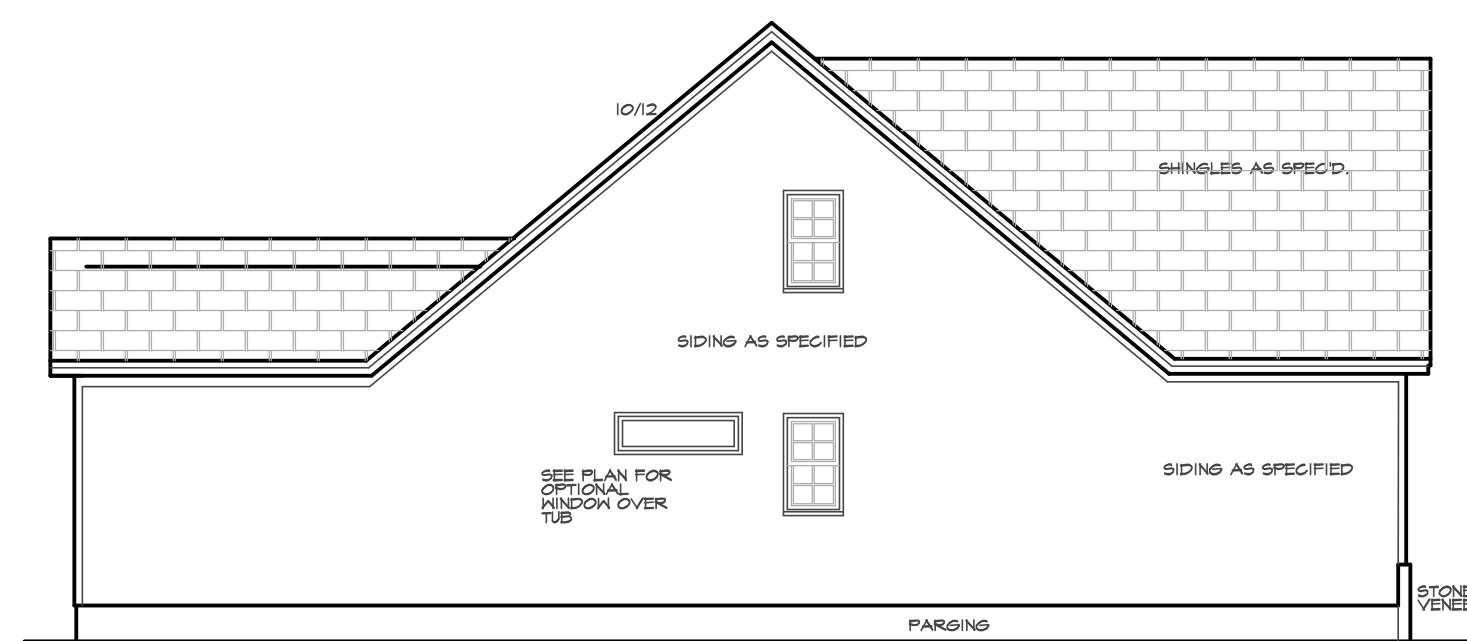 10/12
SHINGLES AS SPEC'D.
SIDING AS SPECIFIED
SEE PLAN FOR
OPTIONAL
WINDOW OVER
TUB
SIDING AS SPECIFIED
STONE
PARGING